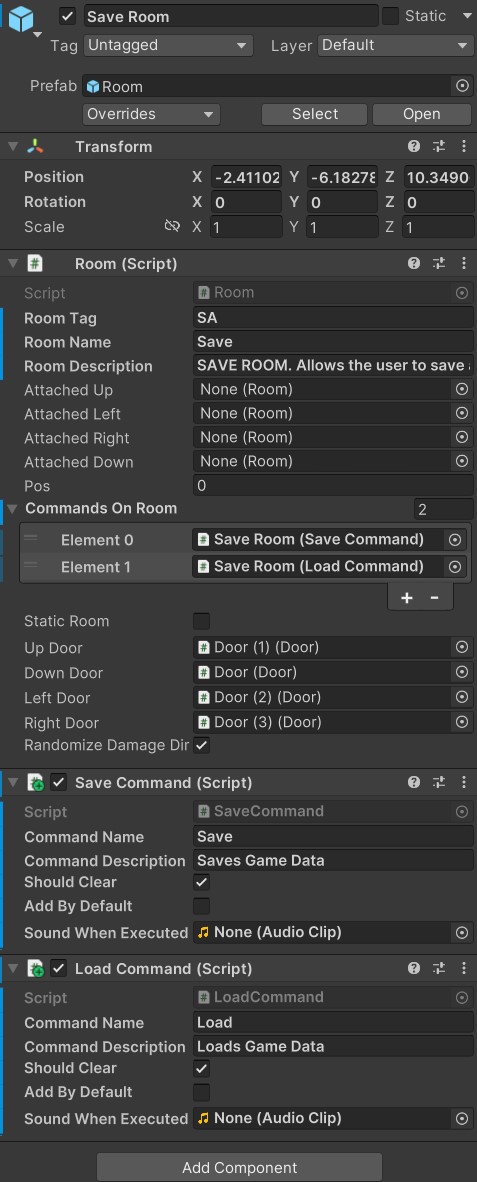 Save Room Static
Tag Untagged Layer Default
Prefab Room
Overrides Select Open
Transform
Position X -2.41102 Y -6.18278 Z 10.3490
Rotation X 0 Y 0 Z 0
Scale X 1 Y 1 Z 1
Room (Script)
Script Room
Room Tag SA
Room Name Save
Room Description SAVE ROOM. Allows the user to save
Attached Up None (Room)
Attached Left None (Room)
Attached Right None (Room)
Attached Down None (Room)
Pos 0
Commands On Room 2
Element 0 Save Room (Save Command)
Element 1 Save Room (Load Command)
+ -
Static Room
Up Door Door (1) (Door)
Down Door Door (Door)
Left Door Door (2) (Door)
Right Door Door (3) (Door)
Randomize Damage Dir
Save Command (Script)
Script SaveCommand
Command Name Save
Command Description Saves Game Data
Should Clear
Add By Default
Sound When Executed None (Audio Clip)
Load Command (Script)
Script LoadCommand
Command Name Load
Command Description Loads Game Data
Should Clear
Add By Default
Sound When Executed None (Audio Clip)
Add Component